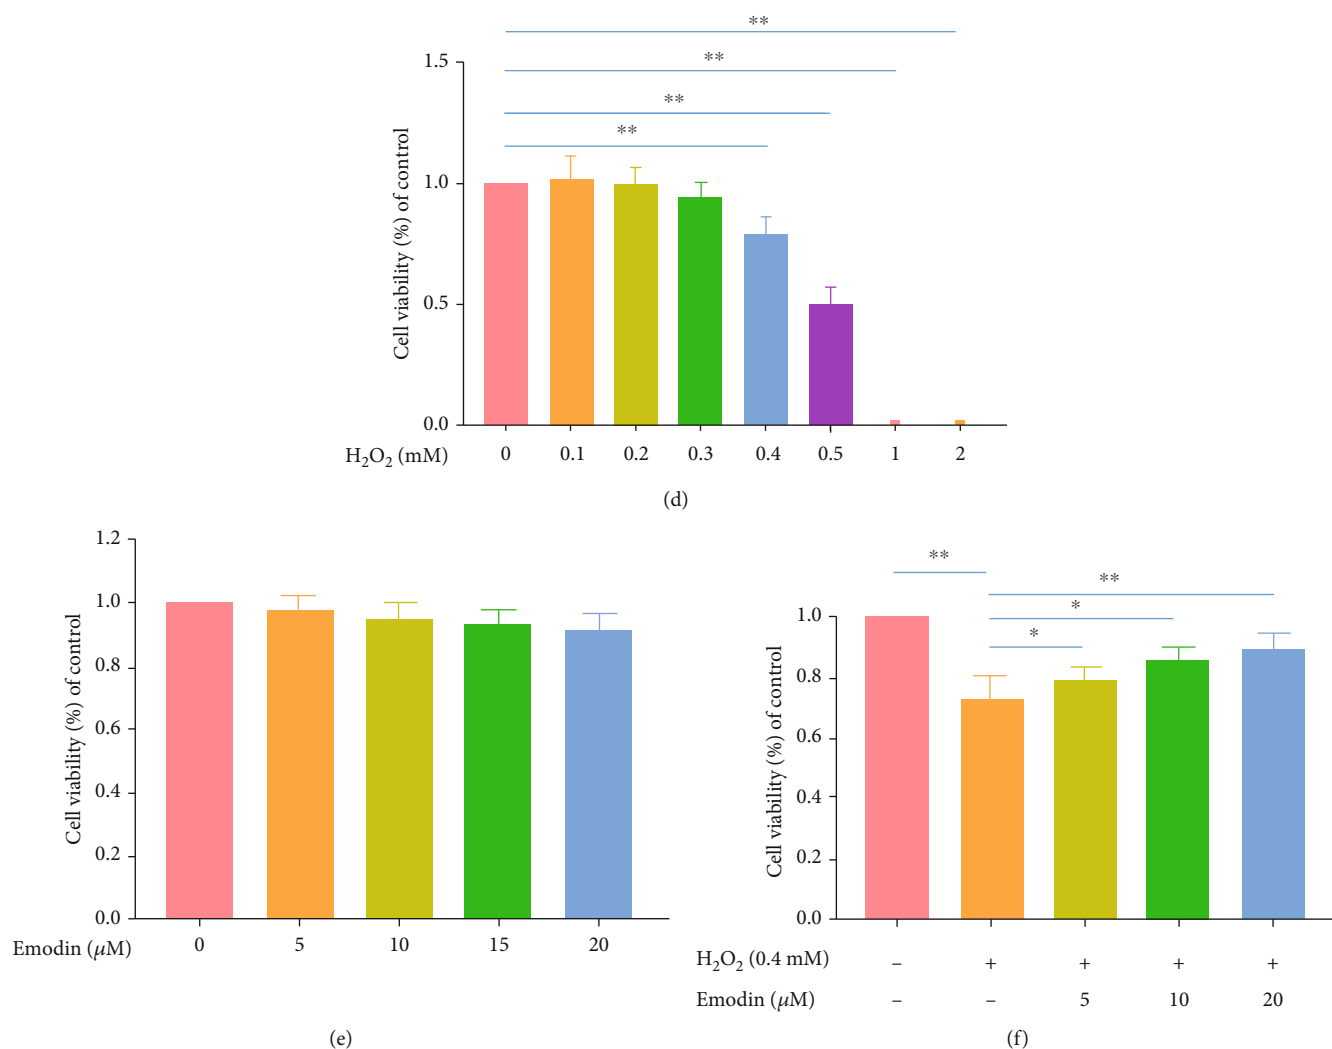 **
**
**
**
1.5
1.0
0.5
0.0
Cell viability (%) of control
H₂O₂ (mM) 0 0.1 0.2 0.3 0.4 0.5 1 2
(d)
1.2
1.0
0.8
0.6
0.4
0.2
0.0
Cell viability (%) of control
Emodin (μM) 0 5 10 15 20
(e)
**
**
*
*
1.0
0.8
0.6
0.4
0.2
0.0
Cell viability (%) of control
H₂O₂ (0.4 mM) – + + + +
Emodin (μM) – – 5 10 20
(f)